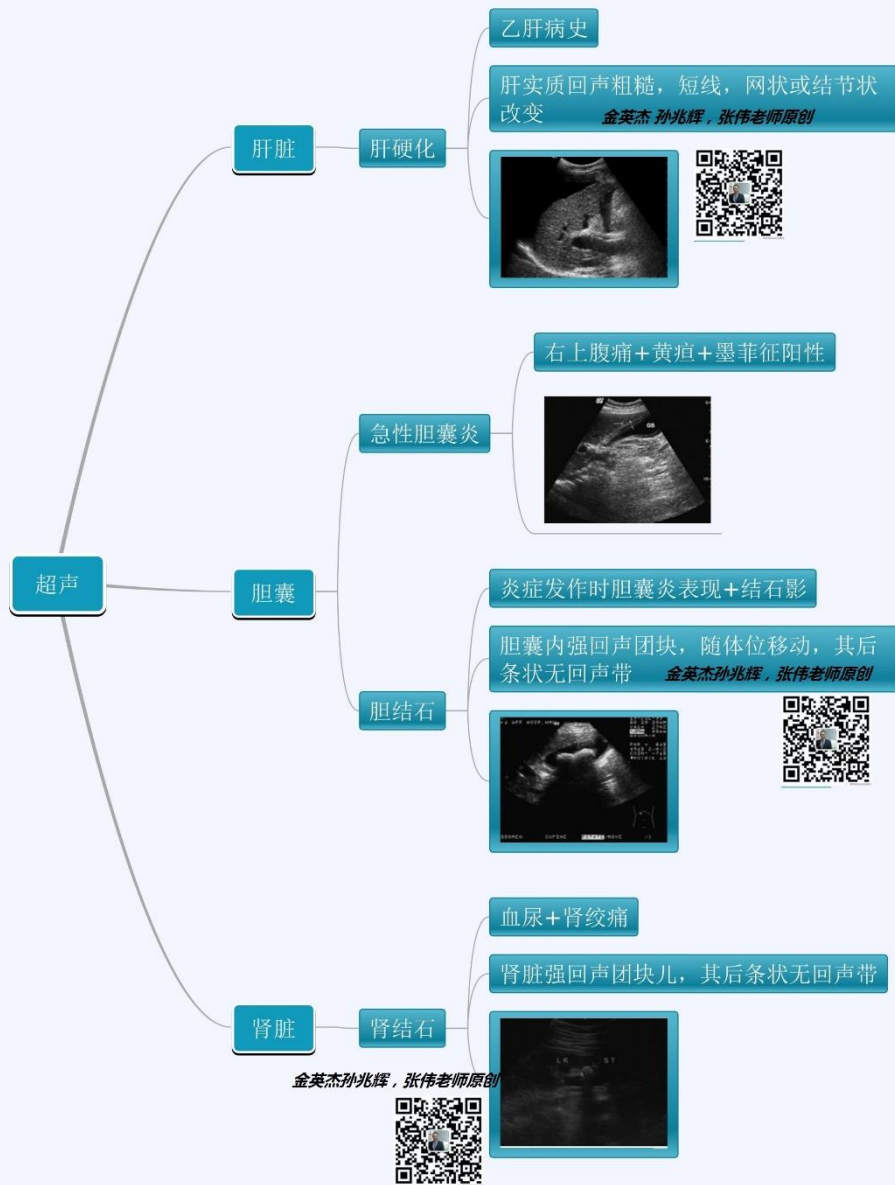 乙肝病史
肝实质回声粗糙，短线，网状或结节状
改变
金英杰 孙兆辉，张伟老师原创
肝脏
肝硬化
右上腹痛+黄疸+墨菲征阳性
急性胆囊炎
GB
超声
胆囊
炎症发作时胆囊炎表现+结石影
胆囊内强回声团块，随体位移动，其后
条状无回声带
金英杰孙兆辉，张伟老师原创
胆结石
血尿+肾绞痛
肾脏强回声团块儿，其后条状无回声带
肾脏
肾结石
LK ST
金英杰孙兆辉，张伟老师原创